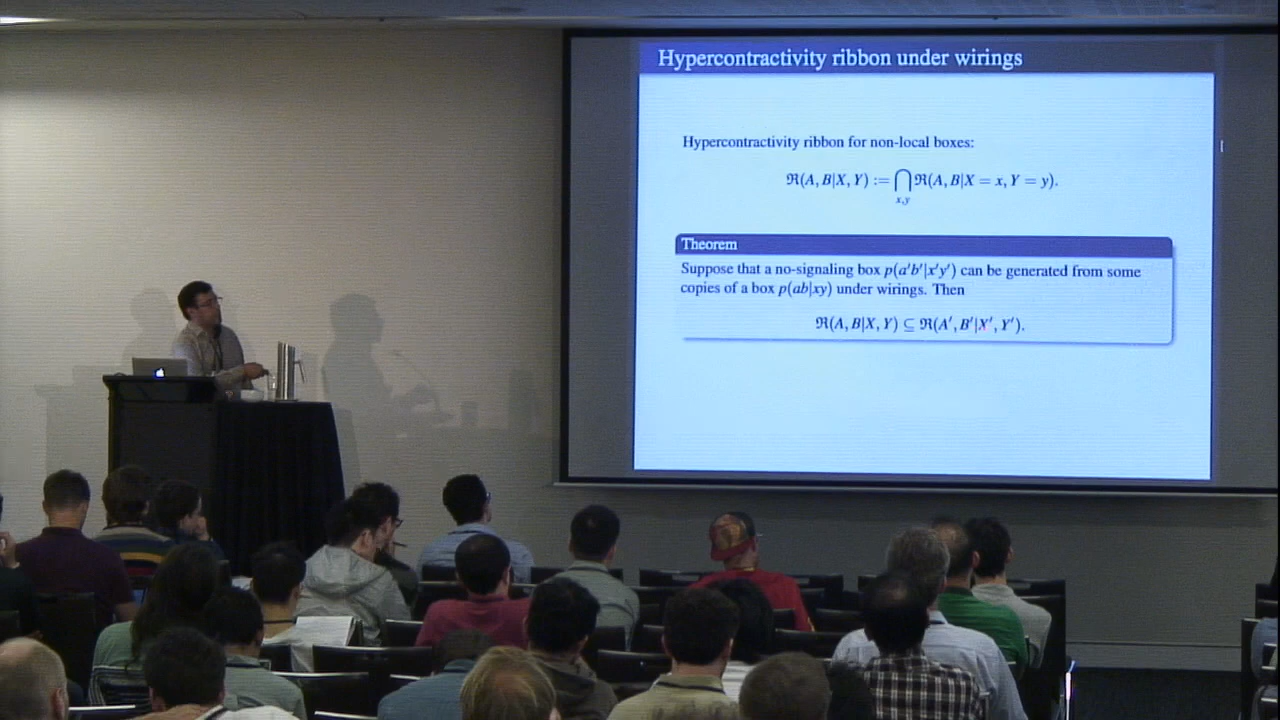 Hypercontractivity ribbon under wirings
Hypercontractivity ribbon for non-local boxes:
ℜ(A, B|X, Y) := ⋂_{x,y} ℜ(A, B|X = x, Y = y).
Theorem
Suppose that a no-signaling box p(a′b′|x′y′) can be generated from some
copies of a box p(ab|xy) under wirings. Then
ℜ(A, B|X, Y) ⊆ ℜ(A′, B′|X′, Y′).